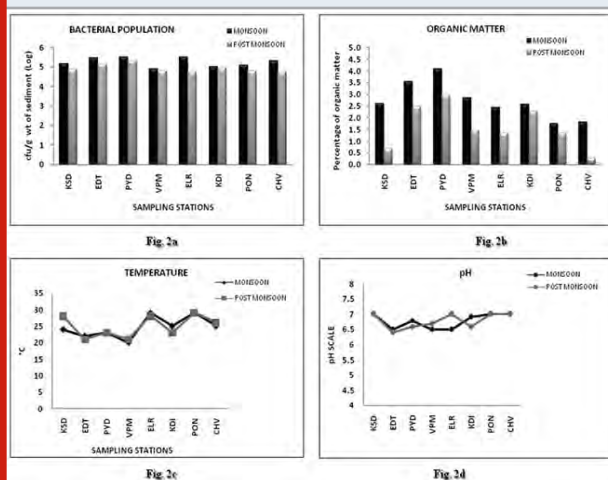 BACTERIAL POPULATION
MONSOON
POST MONSOON
cfu/g wt of sediment (Log)
6
5
4
3
2
1
0
KSD EDT PYD VPM ELR KDI PON CHV
SAMPLING STATIONS
Fig. 2a
ORGANIC MATTER
MONSOON
POST MONSOON
Percentage of organic matter
5.0
4.5
4.0
3.5
3.0
2.5
2.0
1.5
1.0
0.5
0.0
KSD EDT PYD VPM ELR KDI PON CHV
SAMPLING STATIONS
Fig. 2b
TEMPERATURE
MONSOON
POST MONSOON
°C
35
30
25
20
15
10
5
0
KSD EDT PYD VPM ELR KDI PON CHV
SAMPLING STATIONS
Fig. 2c
pH
MONSOON
POST MONSOON
pH SCALE
7.5
7
6.5
6
5.5
5
4.5
4
KSD EDT PYD VPM ELR KDI PON CHV
Fig. 2d